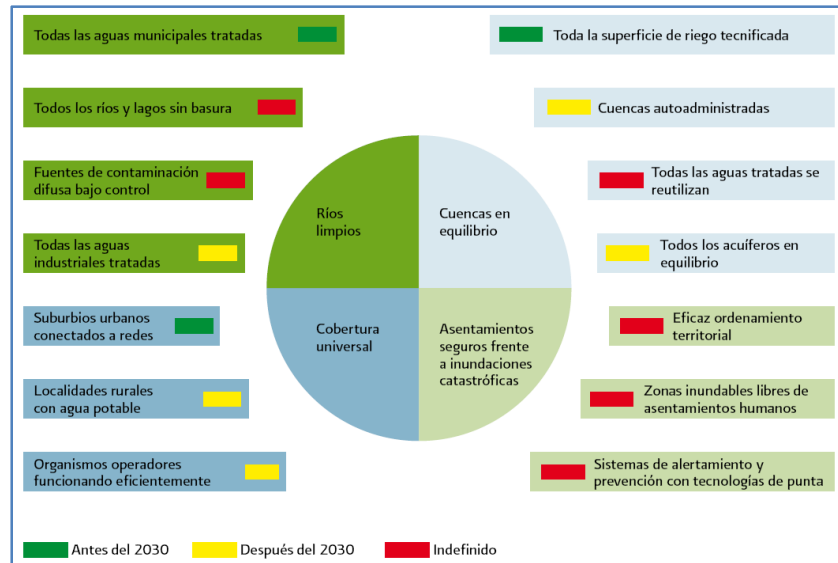 Todas las aguas municipales tratadas
Todos los ríos y lagos sin basura
Fuentes de contaminación
difusa bajo control
Todas las aguas
industriales tratadas
Suburbios urbanos
conectados a redes
Localidades rurales
con agua potable
Organismos operadores
funcionando eficientemente
Ríos
limpios
Cuencas en
equilibrio
Cobertura
universal
Asentamientos
seguros frente
a inundaciones
catastróficas
Toda la superficie de riego tecnificada
Cuencas autoadministradas
Todas las aguas tratadas se
reutilizan
Todos los acuíferos en
equilibrio
Eficaz ordenamiento
territorial
Zonas inundables libres de
asentamientos humanos
Sistemas de alertamiento y
prevención con tecnologías de punta
Antes del 2030
Después del 2030
Indefinido